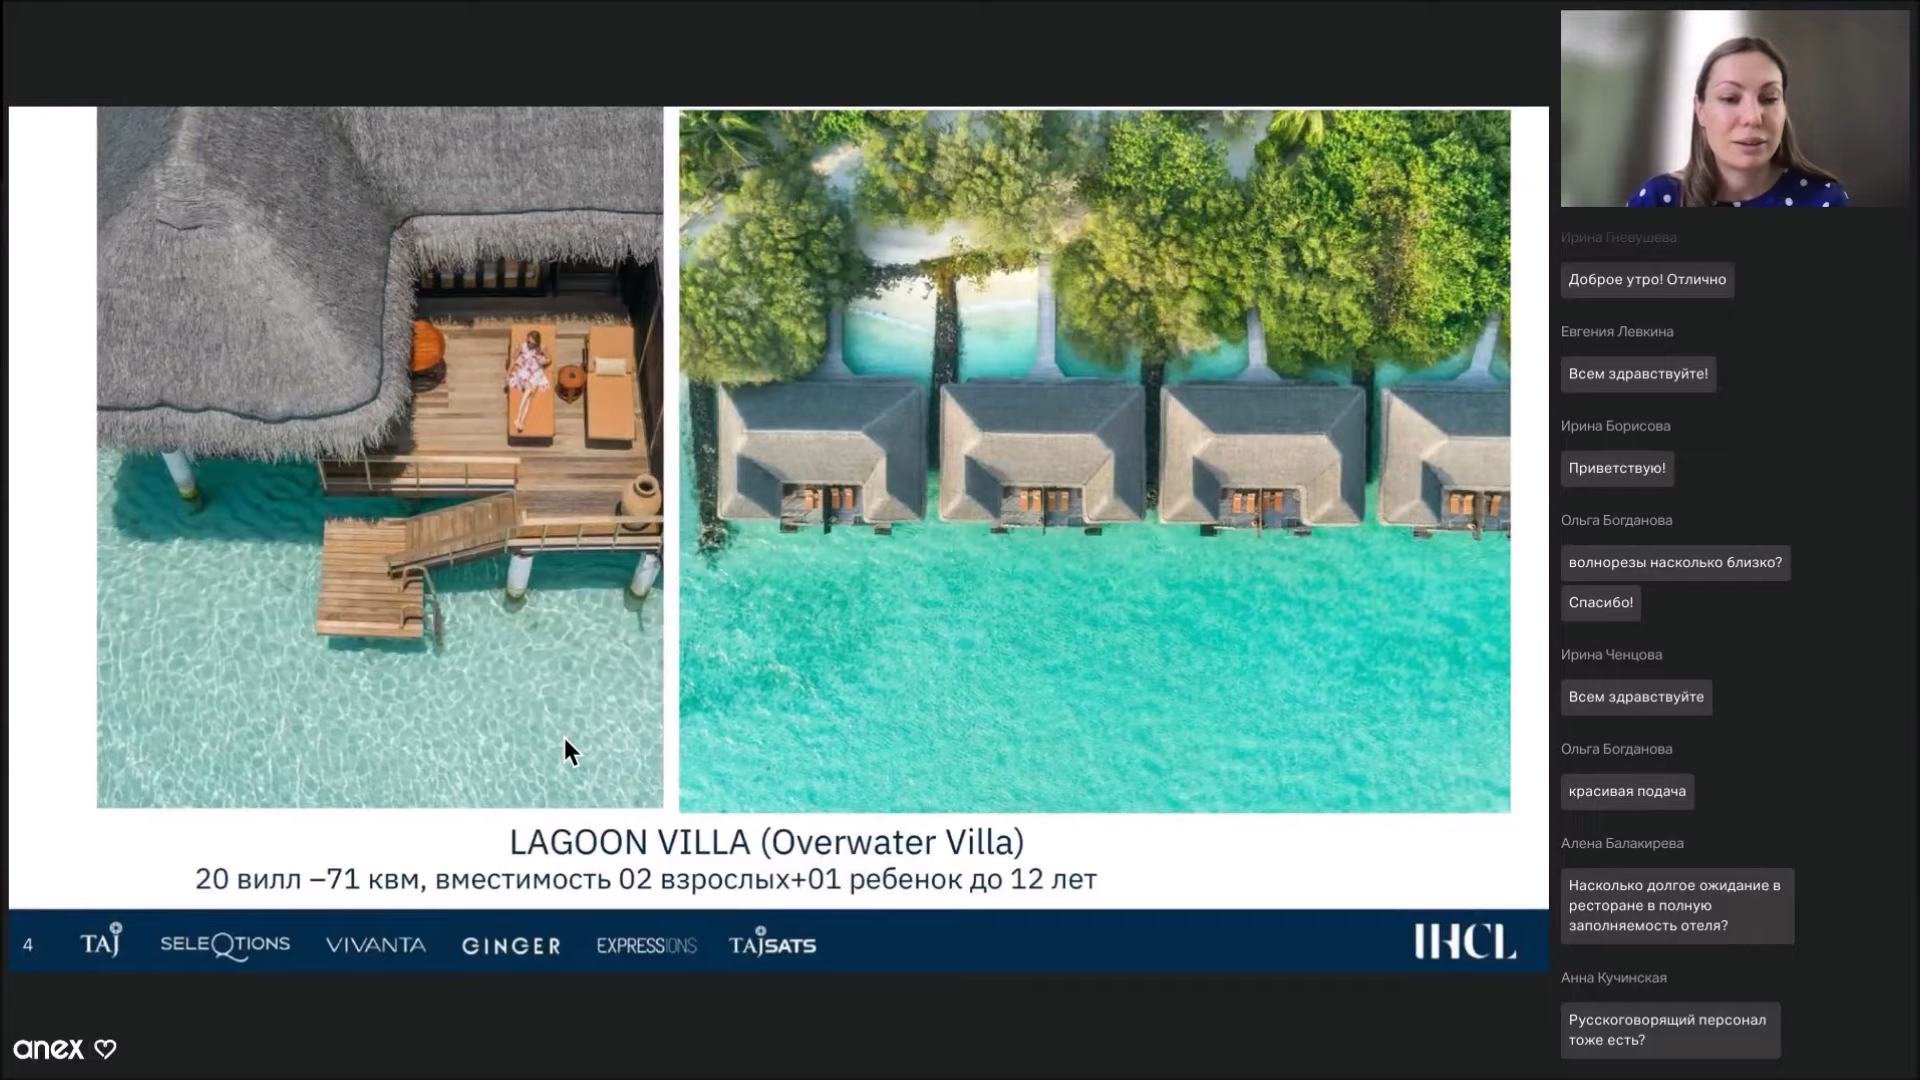 LAGOON VILLA (Overwater Villa)
20 вилл –71 квм, вместимость 02 взрослых+01 ребенок до 12 лет
4
TAJ
SELEQTIONS
VIVANTA
GINGER
EXPRESSIONS
TAJSATS
IHCL
anex
Ирина Гневушева
Доброе утро! Отлично
Евгения Левкина
Всем здравствуйте!
Ирина Борисова
Приветствую!
Ольга Богданова
волнорезы насколько близко?
Спасибо!
Ирина Ченцова
Всем здравствуйте
Ольга Богданова
красивая подача
Алена Балакирева
Насколько долгое ожидание в
ресторане в полную
заполняемость отеля?
Анна Кучинская
Русскоговорящий персонал
тоже есть?